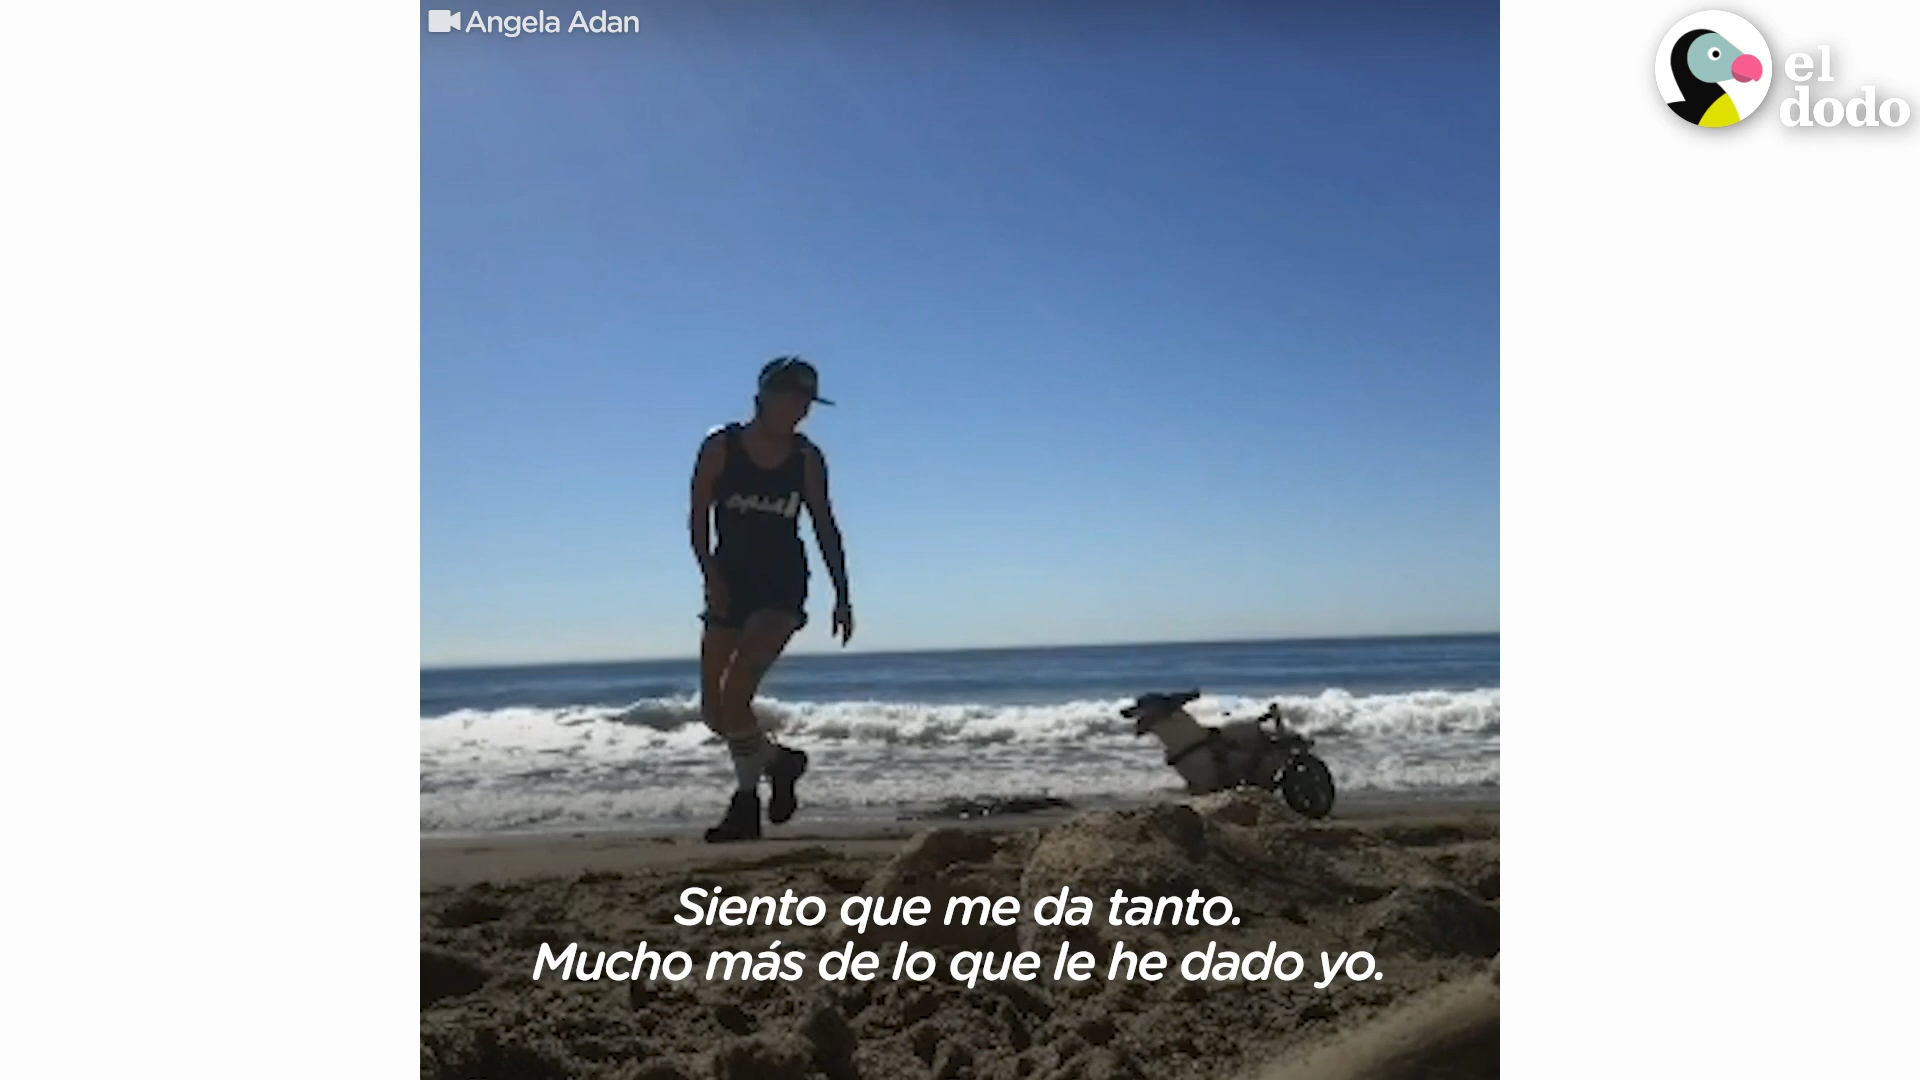 Angela Adan
el
dodo
Siento que me da tanto.
Mucho más de lo que le he dado yo.